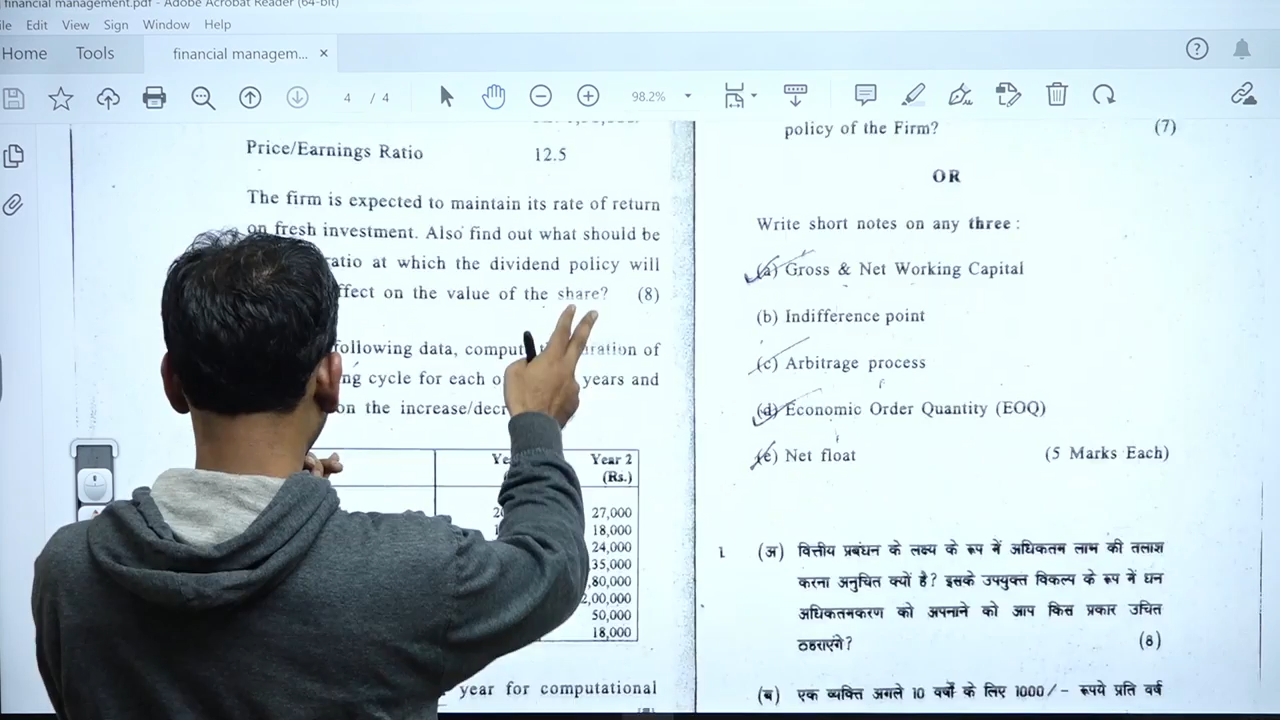 financial management.pdf - Adobe Acrobat Reader (64-bit)
Edit View Sign Window Help
Home Tools financial managem... ×
4 / 4 98.2%
Price/Earnings Ratio 12.5
The firm is expected to maintain its rate of return
on fresh investment. Also find out what should be
ratio at which the dividend policy will
effect on the value of the share? (8)
following data, compute duration of
cycle for each years and
on the increase/
Year 2
(Rs.)
27,000
18,000
24,000
50,000
18,000
year for computational
policy of the Firm? (7)
OR
Write short notes on any three :
(a) Gross & Net Working Capital
(b) Indifference point
(c) Arbitrage process
(d) Economic Order Quantity (EOQ)
(e) Net float (5 Marks Each)
1 (अ) वित्तीय प्रबंधन के लक्ष्य के रूप में अधिकतम लाभ की तलाश
करना अनुचित क्यों है? इसके उपयुक्त विकल्प के रूप में धन
अधिकतमकरण को अपनाने को आप किस प्रकार उचित
ठहराएंगे? (8)
(ब) एक व्यक्ति अगले 10 वर्षों के लिए 1000/- रूपये प्रति वर्ष